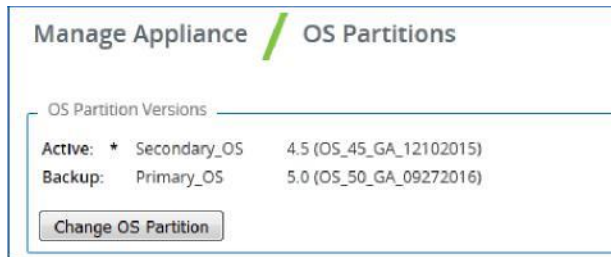 Manage Appliance / OS Partitions
OS Partition Versions
Active: * Secondary_OS 4.5 (OS_45_GA_12102015)
Backup: Primary_OS 5.0 (OS_50_GA_09272016)
Change OS Partition